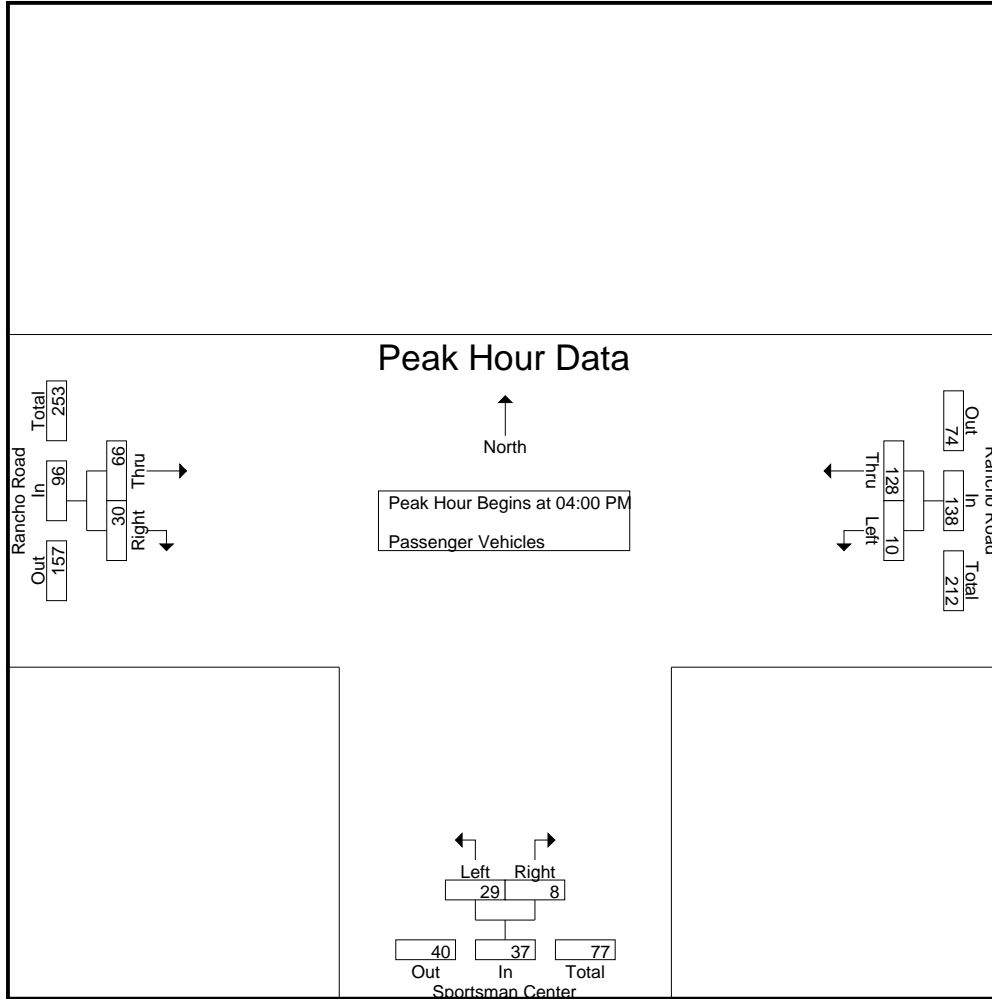 Peak Hour Data
North
Peak Hour Begins at 04:00 PM
Passenger Vehicles
Rancho Road
Total
253
In
96
Out
157
66
Thru
30
Right
Rancho Road
Out
74
In
138
Total
212
128
Thru
10
Left
Left Right
29 8
40 37 77
Out In Total
Sportsman Center